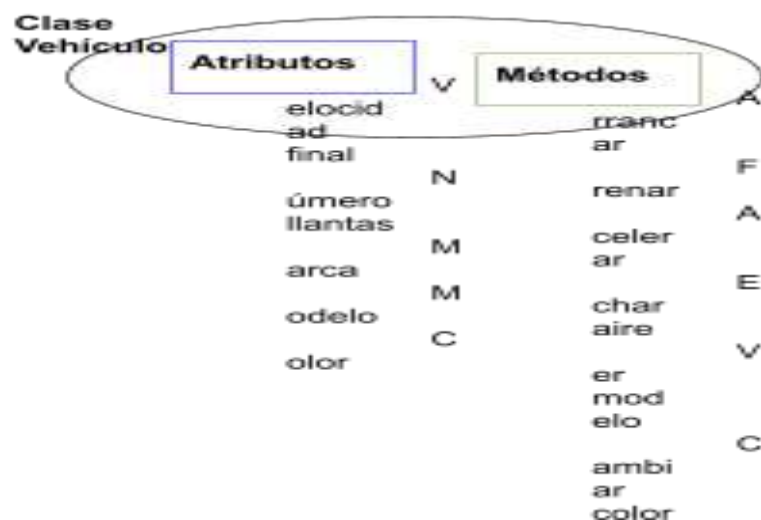 Clase
Vehículo
Atributos
V
elocid
ad
final
N
úmero
llantas
M
arca
M
odelo
C
olor
Métodos
A
rranc
ar
F
renar
A
celer
ar
E
char
aire
V
er
mod
elo
C
ambi
ar
color